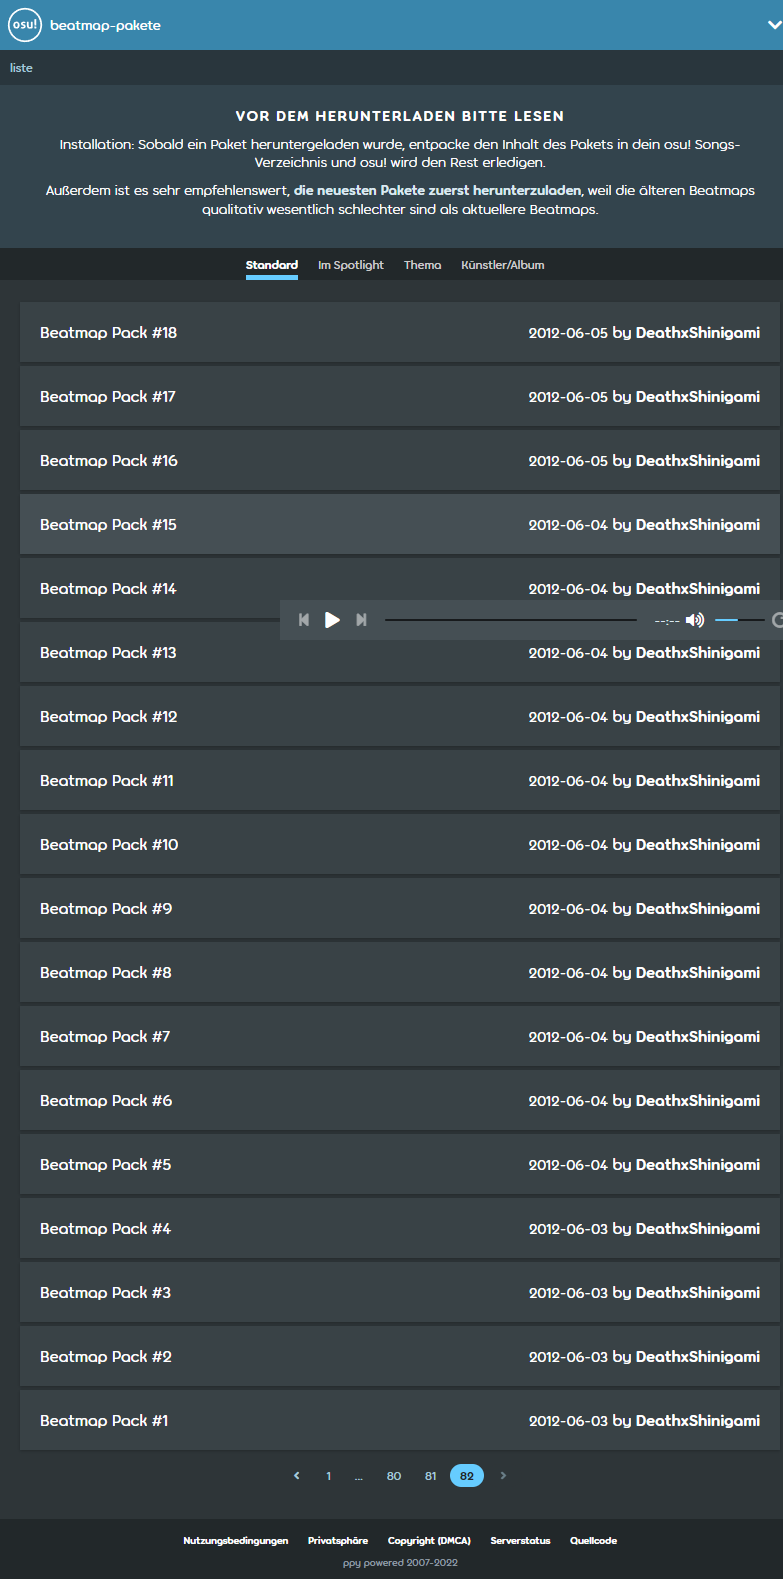 osu! beatmap-pakete
liste
VOR DEM HERUNTERLADEN BITTE LESEN
Installation: Sobald ein Paket heruntergeladen wurde, entpacke den Inhalt des Pakets in dein osu! Songs-
Verzeichnis und osu! wird den Rest erledigen.
Außerdem ist es sehr empfehlenswert, die neuesten Pakete zuerst herunterzuladen, weil die älteren Beatmaps
qualitativ wesentlich schlechter sind als aktuellere Beatmaps.
Standard Im Spotlight Thema Künstler/Album
Beatmap Pack #18 2012-06-05 by DeathxShinigami
Beatmap Pack #17 2012-06-05 by DeathxShinigami
Beatmap Pack #16 2012-06-05 by DeathxShinigami
Beatmap Pack #15 2012-06-04 by DeathxShinigami
Beatmap Pack #14 2012-06-04 by DeathxShinigami
--:--
Beatmap Pack #13 2012-06-04 by DeathxShinigami
Beatmap Pack #12 2012-06-04 by DeathxShinigami
Beatmap Pack #11 2012-06-04 by DeathxShinigami
Beatmap Pack #10 2012-06-04 by DeathxShinigami
Beatmap Pack #9 2012-06-04 by DeathxShinigami
Beatmap Pack #8 2012-06-04 by DeathxShinigami
Beatmap Pack #7 2012-06-04 by DeathxShinigami
Beatmap Pack #6 2012-06-04 by DeathxShinigami
Beatmap Pack #5 2012-06-04 by DeathxShinigami
Beatmap Pack #4 2012-06-03 by DeathxShinigami
Beatmap Pack #3 2012-06-03 by DeathxShinigami
Beatmap Pack #2 2012-06-03 by DeathxShinigami
Beatmap Pack #1 2012-06-03 by DeathxShinigami
1 ... 80 81 82
Nutzungsbedingungen Privatsphäre Copyright (DMCA) Serverstatus Quellcode
ppy powered 2007-2022